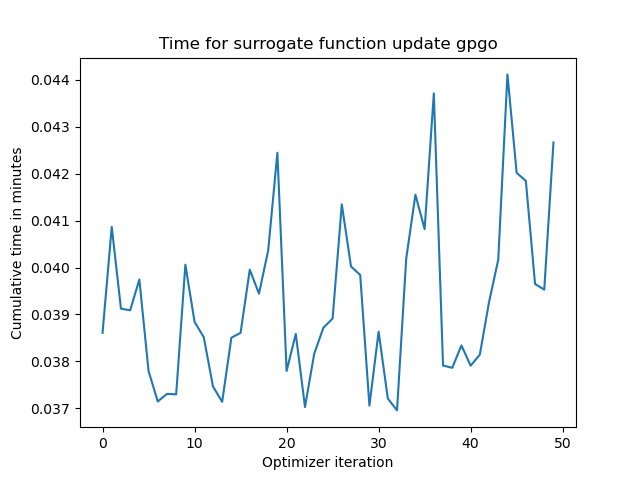 Time for surrogate function update gpgo
Cumulative time in minutes
0.044
0.043
0.042
0.041
0.040
0.039
0.038
0.037
0 10 20 30 40 50
Optimizer iteration